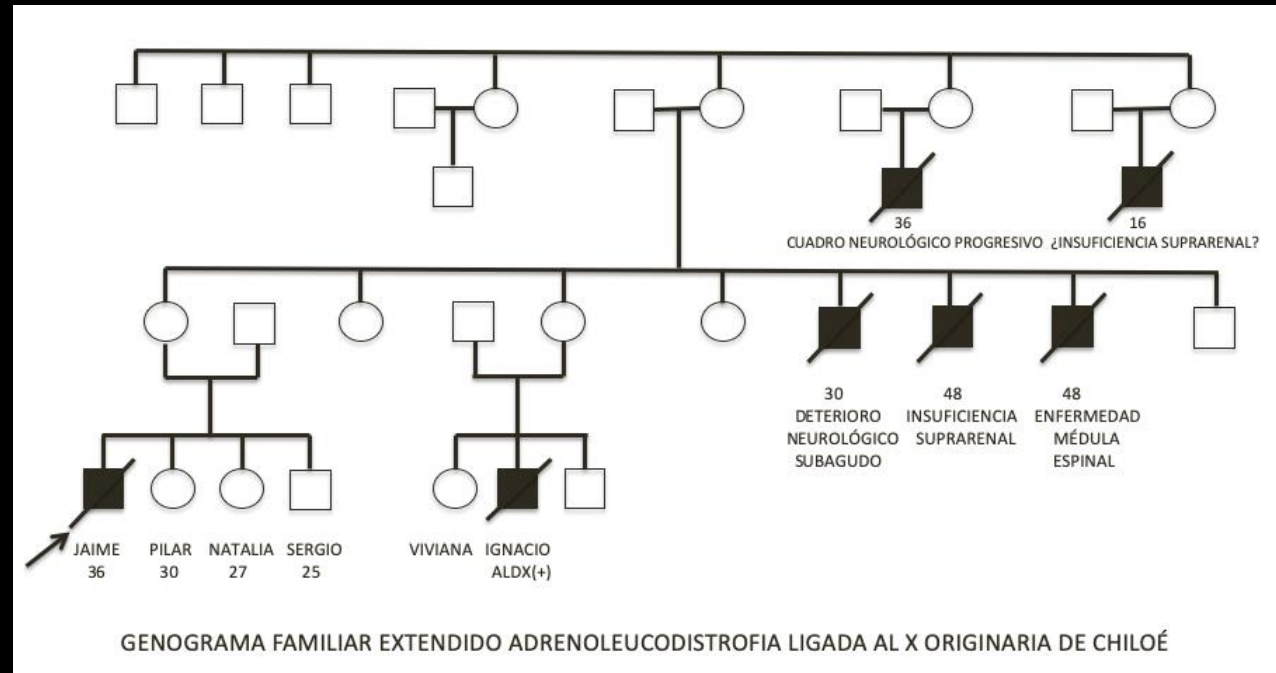 36
CUADRO NEUROLÓGICO PROGRESIVO
16
¿INSUFICIENCIA SUPRARENAL?
30
DETERIORO
NEUROLÓGICO
SUBAGUDO
48
INSUFICIENCIA
SUPRARENAL
48
ENFERMEDAD
MÉDULA
ESPINAL
JAIME
36
PILAR
30
NATALIA
27
SERGIO
25
VIVIANA
IGNACIO
ALDX(+)
GENOGRAMA FAMILIAR EXTENDIDO ADRENOLEUCODISTROFIA LIGADA AL X ORIGINARIA DE CHILOÉ